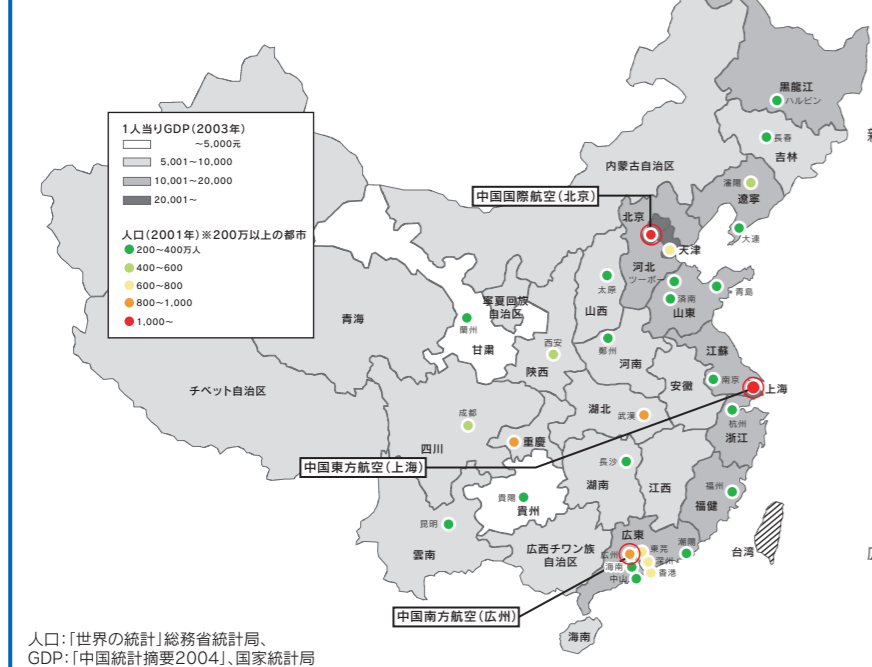 黒龍江
ハルビン
長春
吉林
内蒙古自治区
瀋陽
遼寧
大連
1人当りGDP(2003年)
～5,000元
5,001～10,000
10,001～20,000
20,001～
人口(2001年)※200万以上の都市
200～400万人
400～600
600～800
800～1,000
1,000～
中国国際航空(北京)
北京
天津
河北
ツーポー
太原
山西
済南
青島
山東
青海
寧夏回族
自治区
蘭州
甘粛
西安
陝西
鄭州
河南
江蘇
南京
安徽
上海
チベット自治区
成都
四川
重慶
湖北
武漢
杭州
浙江
中国東方航空(上海)
長沙
湖南
江西
福州
福健
貴陽
貴州
昆明
雲南
広西チワン族
自治区
広東
広州
東莞
潮陽
深州
海南
香港
中山
台湾
中国南方航空(広州)
海南
人口：「世界の統計」総務省統計局、
GDP：「中国統計摘要2004」、国家統計局